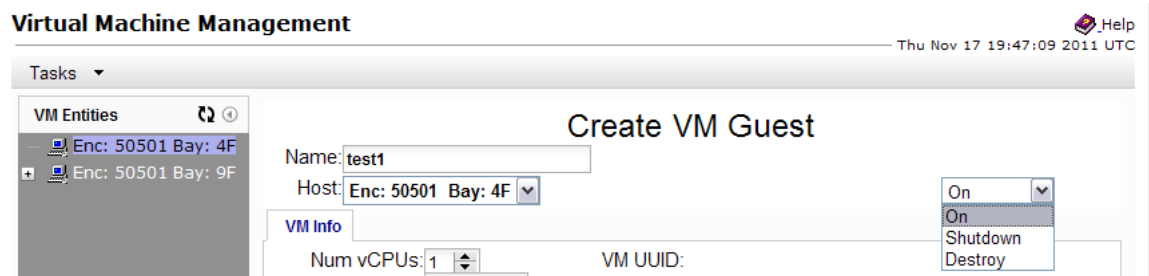 Virtual Machine Management
Help
Thu Nov 17 19:47:09 2011 UTC
Tasks
VM Entities
Enc: 50501 Bay: 4F
Enc: 50501 Bay: 9F
Create VM Guest
Name: test1
Host: Enc: 50501 Bay: 4F
On
On
Shutdown
Destroy
VM Info
Num vCPUs: 1
VM UUID: